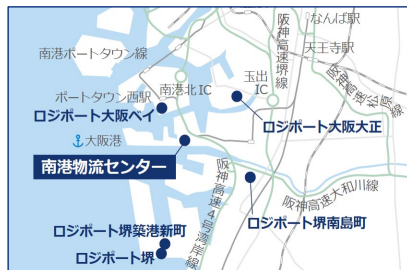 なんば駅
天王寺駅
阪神高速堺線
阪神高速松原線
南港ポートタウン線
玉出
IC
南港北IC
ポートタウン西駅
ロジポート大阪ベイ
ロジポート大阪大正
大阪港
南港物流センター
阪神高速4号湾岸線
阪神高速大和川線
ロジポート堺南島町
ロジポート堺築港新町
ロジポート堺